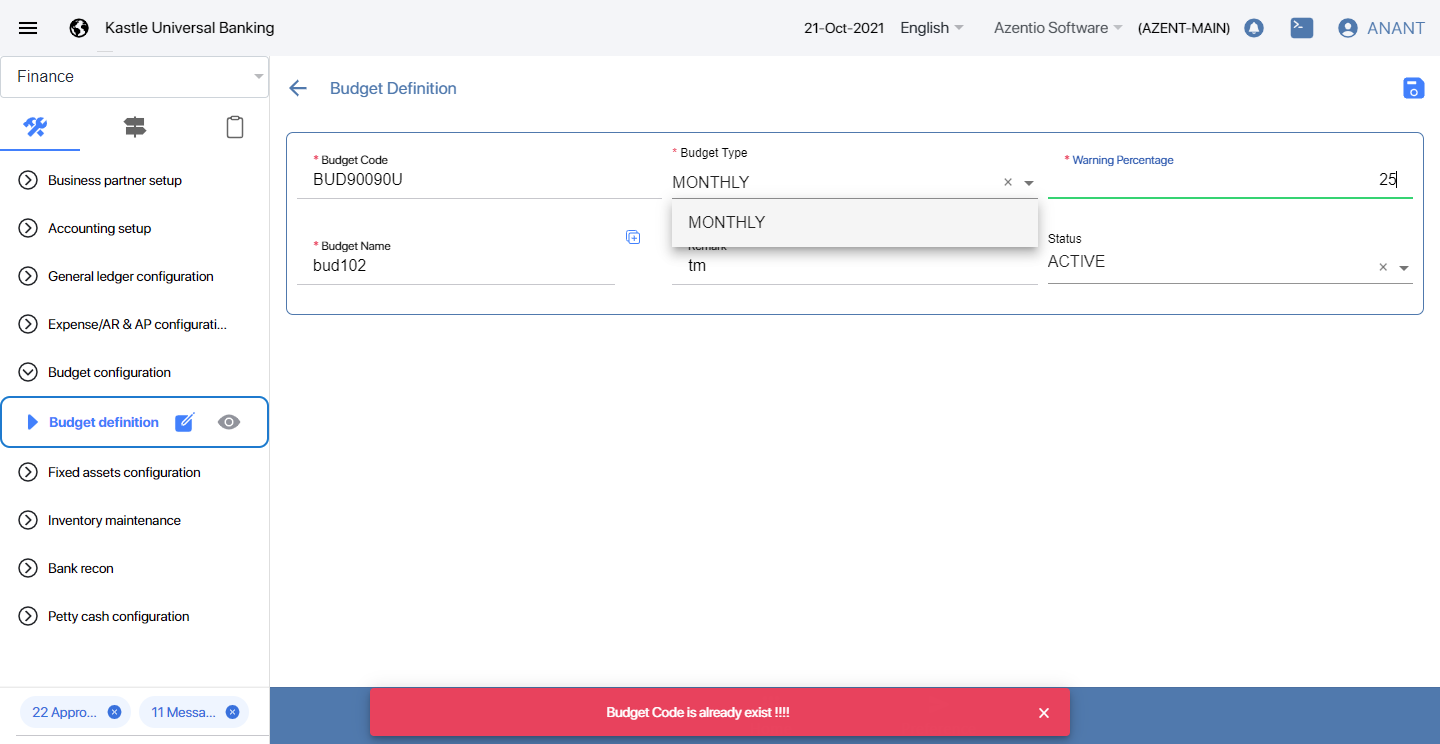 Kastle Universal Banking
21-Oct-2021
English
Azentio Software
(AZENT-MAIN)
ANANT
Finance
Business partner setup
Accounting setup
General ledger configuration
Expense/AR & AP configurati...
Budget configuration
Budget definition
Fixed assets configuration
Inventory maintenance
Bank recon
Petty cash configuration
22 Appro...
11 Messa...
Budget Definition
* Budget Code
BUD90090U
* Budget Type
MONTHLY
MONTHLY
* Warning Percentage
25
* Budget Name
bud102
Remark
tm
Status
ACTIVE
Budget Code is already exist !!!!